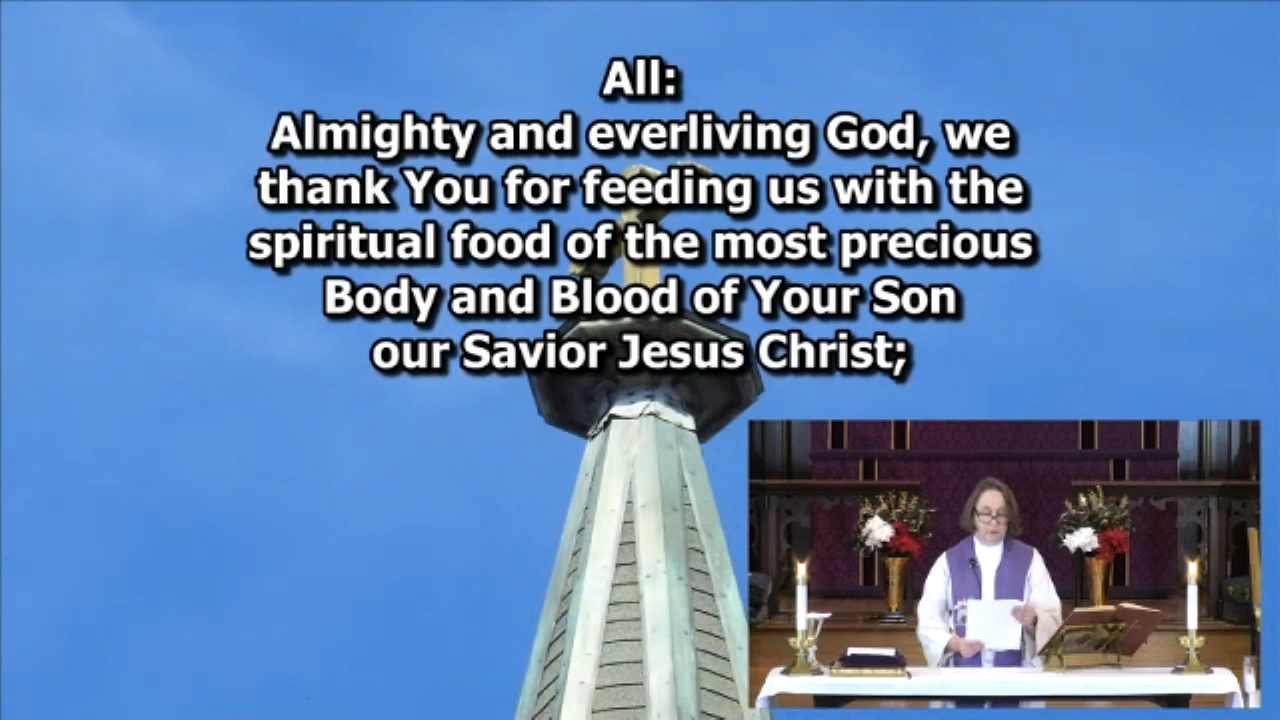 All:
Almighty and everliving God, we
thank You for feeding us with the
spiritual food of the most precious
Body and Blood of Your Son
our Savior Jesus Christ;